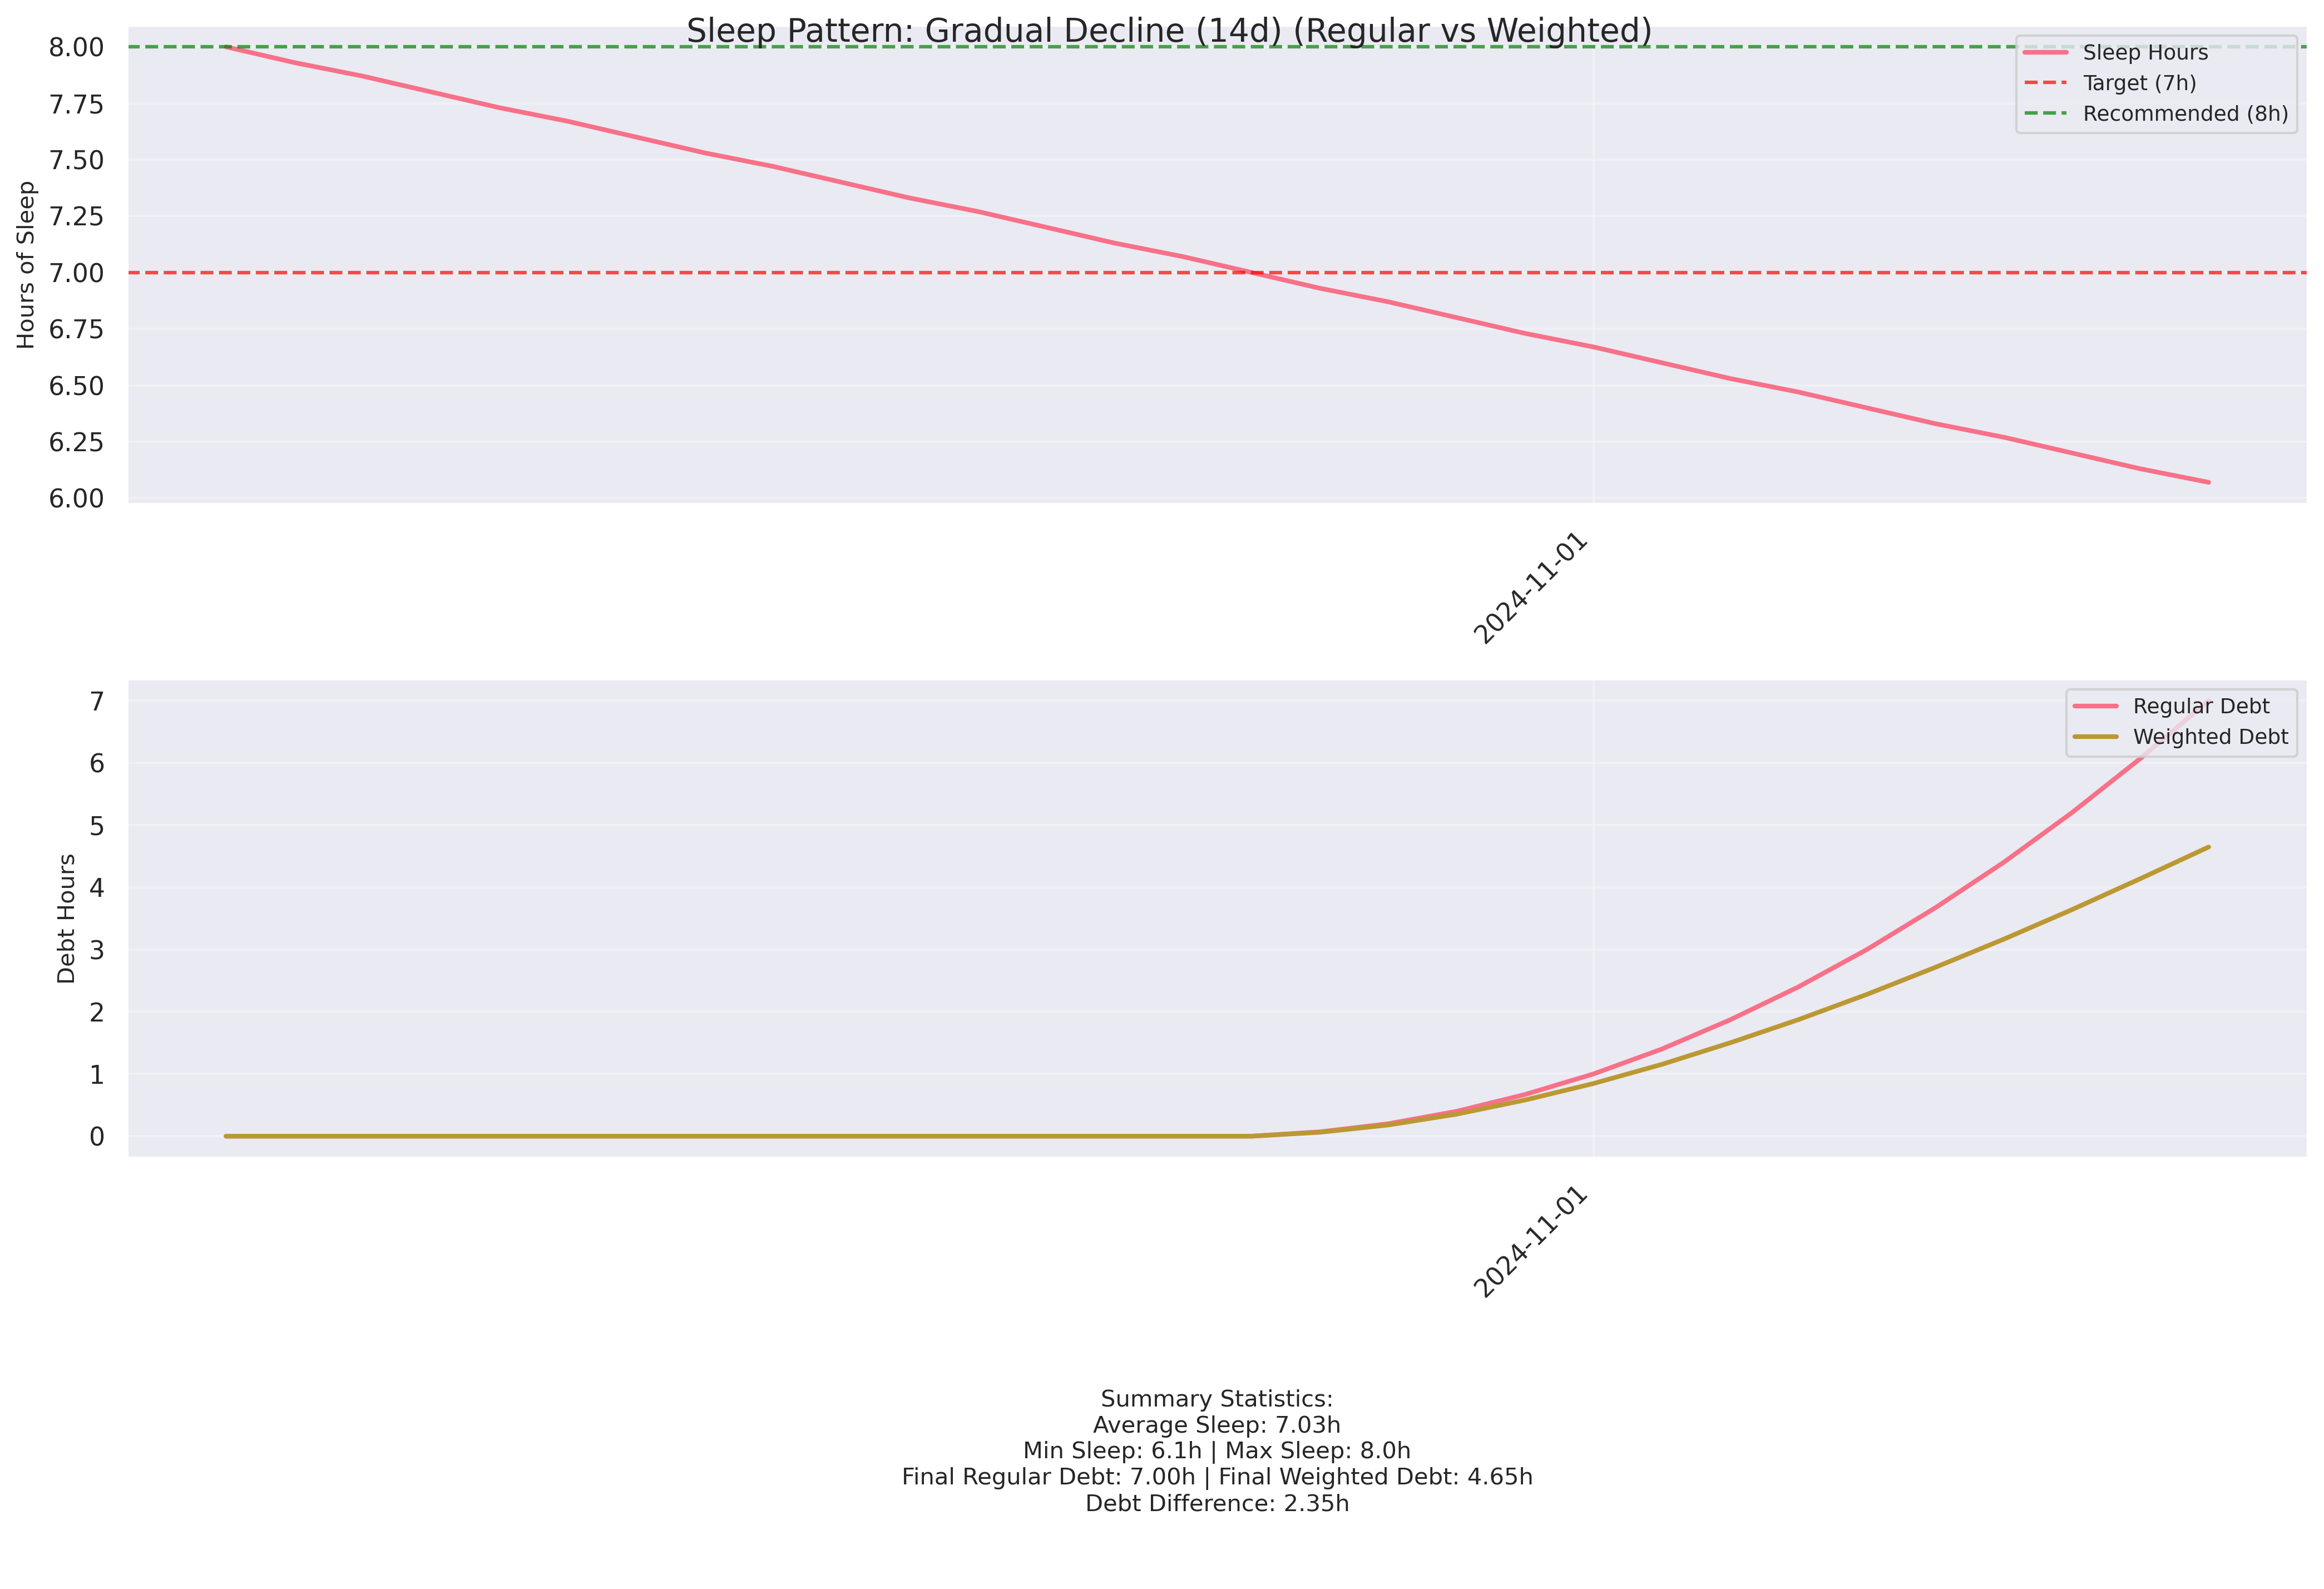 Sleep Pattern: Gradual Decline (14d) (Regular vs Weighted)
8.00
7.75
7.50
7.25
7.00
6.75
6.50
6.25
6.00
Hours of Sleep
Sleep Hours
Target (7h)
Recommended (8h)
2024-11-01
7
6
5
4
3
2
1
0
Debt Hours
Regular Debt
Weighted Debt
2024-11-01
Summary Statistics:
Average Sleep: 7.03h
Min Sleep: 6.1h | Max Sleep: 8.0h
Final Regular Debt: 7.00h | Final Weighted Debt: 4.65h
Debt Difference: 2.35h